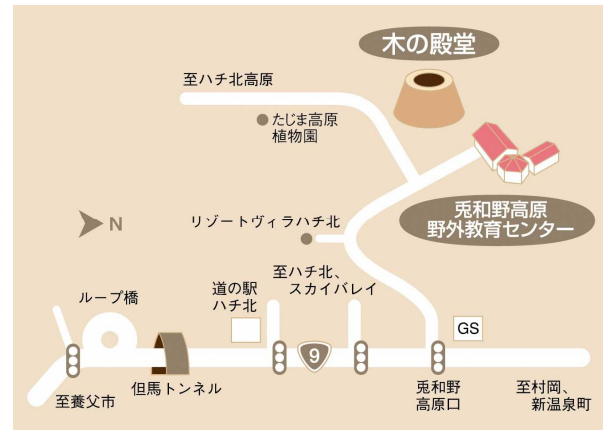 木の殿堂
至ハチ北高原
たじま高原
植物園
兎和野高原
野外教育センター
N
リゾートヴィラハチ北
至ハチ北、
スカイバレイ
道の駅
ハチ北
ループ橋
GS
9
至養父市
但馬トンネル
兎和野
高原口
至村岡、
新温泉町